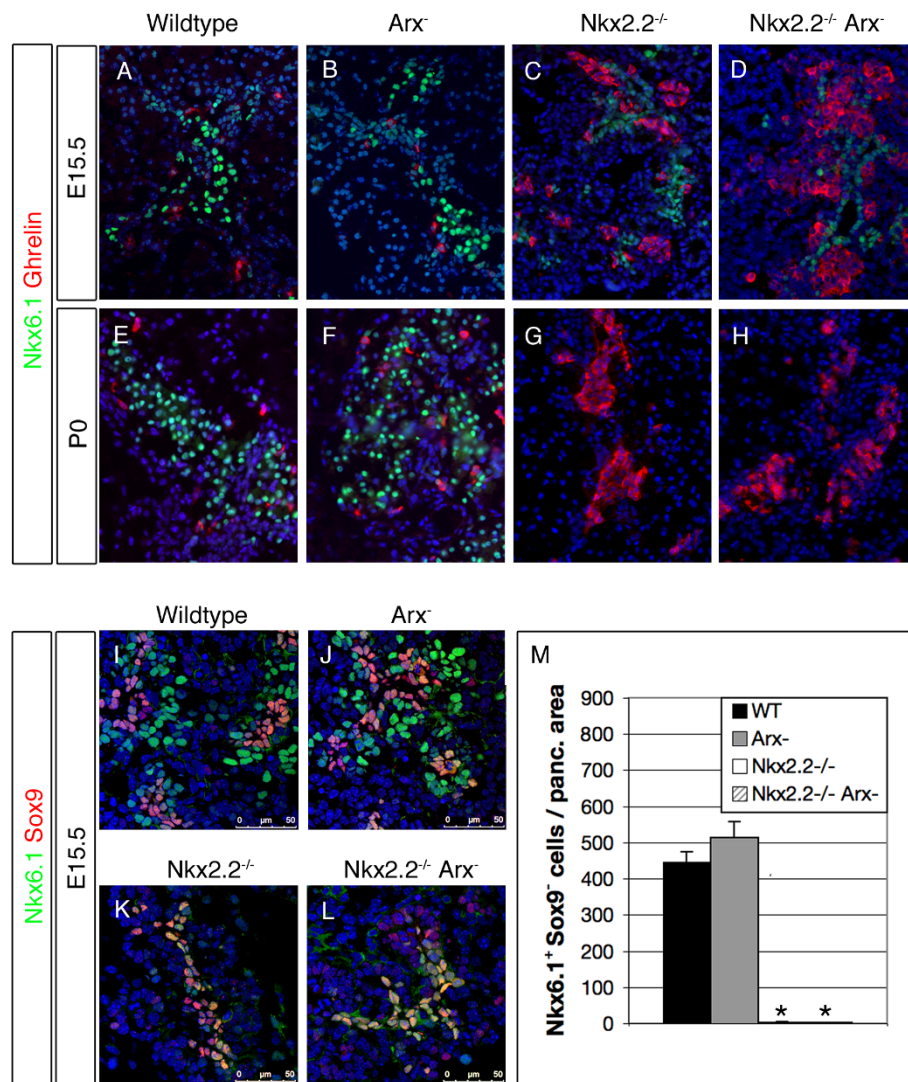 Wildtype Arx⁻ Nkx2.2⁻/⁻ Nkx2.2⁻/⁻ Arx⁻
Nkx6.1 Ghrelin
E15.5
A B C D
P0
E F G H
Wildtype Arx⁻
Nkx6.1 Sox9
E15.5
I J
0 µm 50 0 µm 50
Nkx2.2⁻/⁻ Nkx2.2⁻/⁻ Arx⁻
K L
0 µm 50 0 µm 50
M
Nkx6.1⁺ Sox9⁻ cells / panc. area
900
800
700
600
500
400
300
200
100
0
WT
Arx-
Nkx2.2-/-
Nkx2.2-/- Arx-
* *